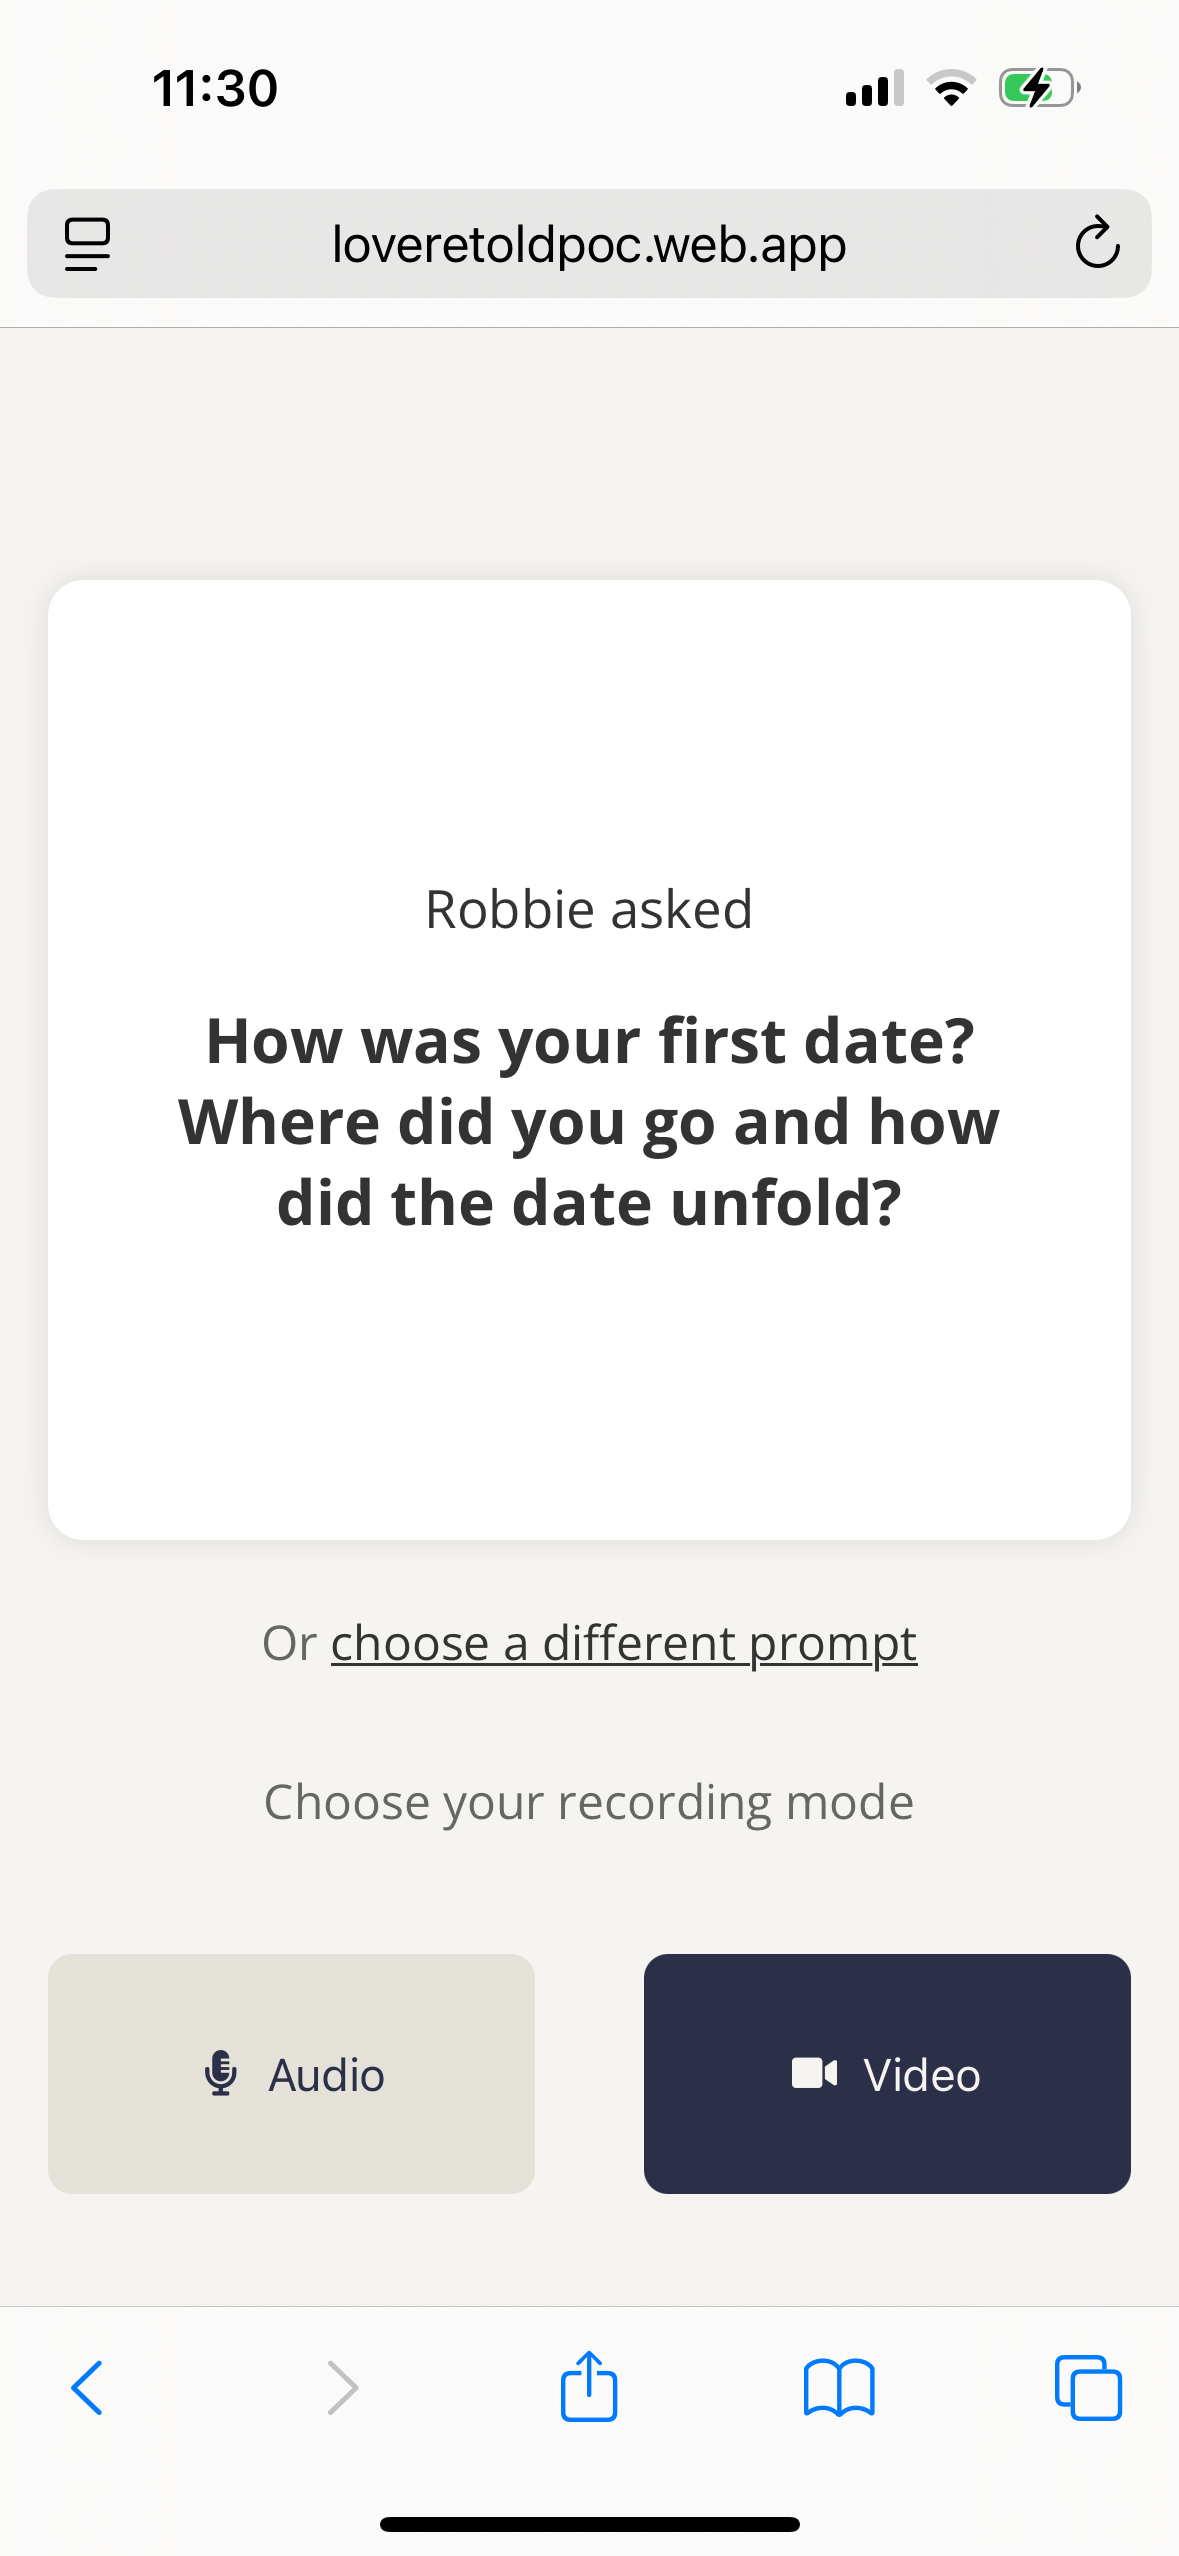 11:30
loveretoldpoc.web.app
Robbie asked
How was your first date?
Where did you go and how
did the date unfold?
Or choose a different prompt
Choose your recording mode
Audio
Video